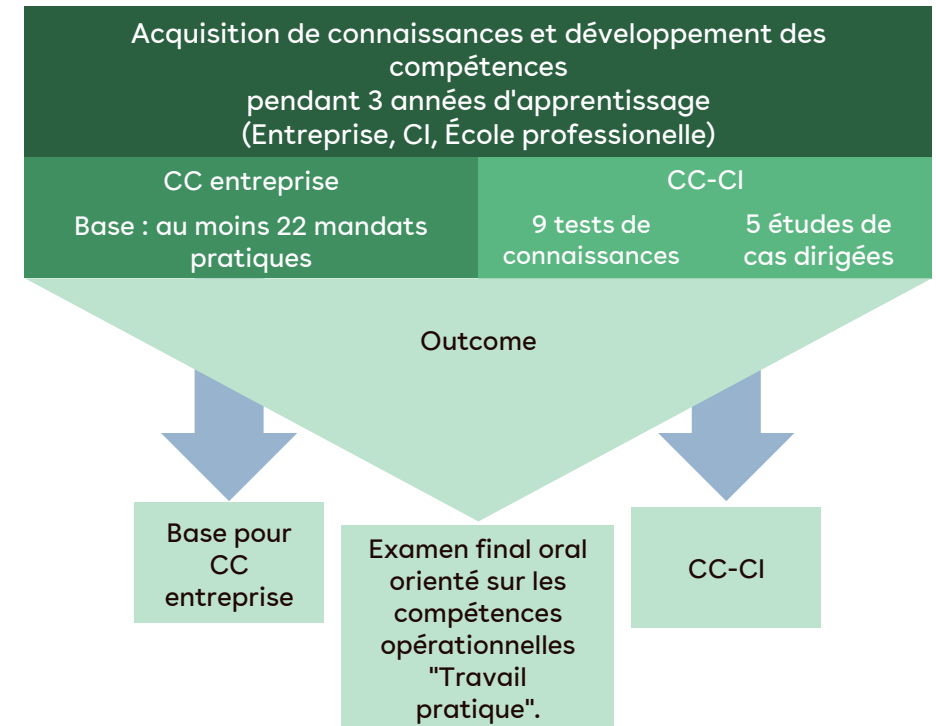 Acquisition de connaissances et développement des
compétences
pendant 3 années d'apprentissage
(Entreprise, CI, École professionelle)
CC entreprise
Base : au moins 22 mandats
pratiques
CC-CI
9 tests de
connaissances
5 études de
cas dirigées
Outcome
Base pour
CC
entreprise
Examen final oral
orienté sur les
compétences
opérationnelles
"Travail
pratique".
CC-CI